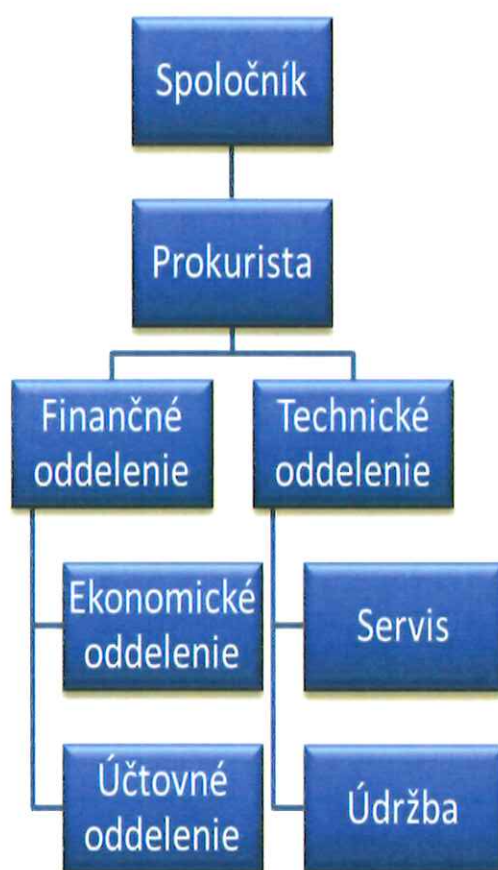 Spoločník
Prokurista
Finančné
oddelenie
Technické
oddelenie
Ekonomické
oddelenie
Servis
Účtovné
oddelenie
Údržba